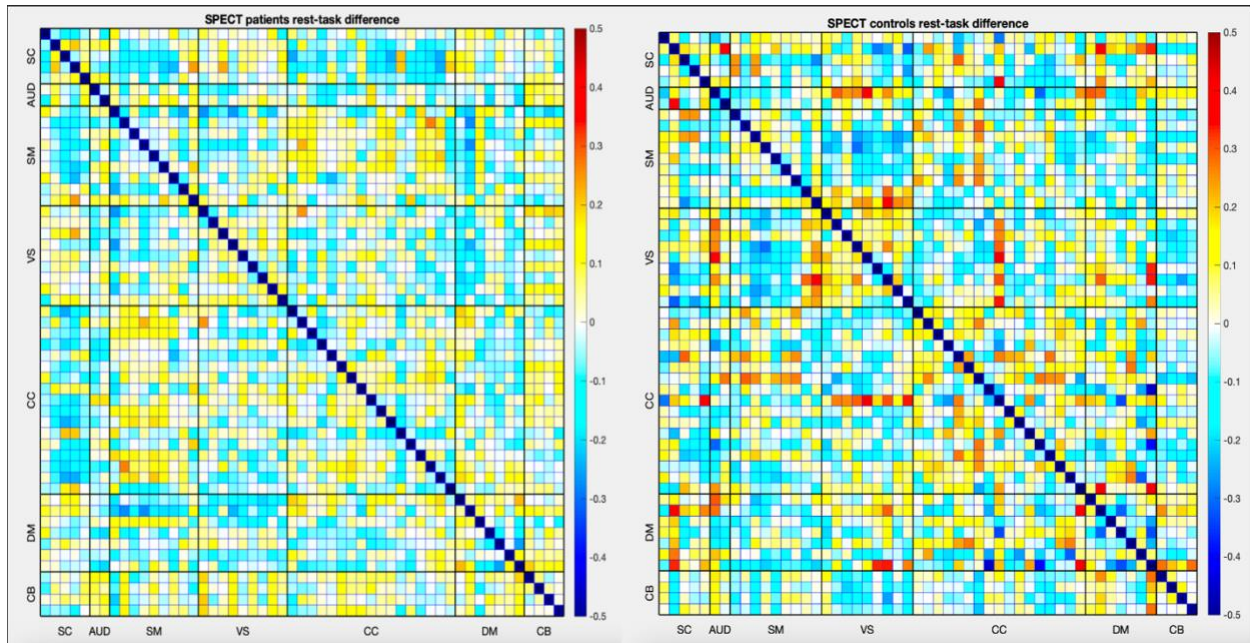 SPECT patients rest-task difference
SC
AUD
SM
VS
CC
DM
CB
SC AUD SM VS CC DM CB
0.5
0.4
0.3
0.2
0.1
0
-0.1
-0.2
-0.3
-0.4
-0.5
SPECT controls rest-task difference
SC
AUD
SM
VS
CC
DM
CB
SC AUD SM VS CC DM CB
0.5
0.4
0.3
0.2
0.1
0
-0.1
-0.2
-0.3
-0.4
-0.5